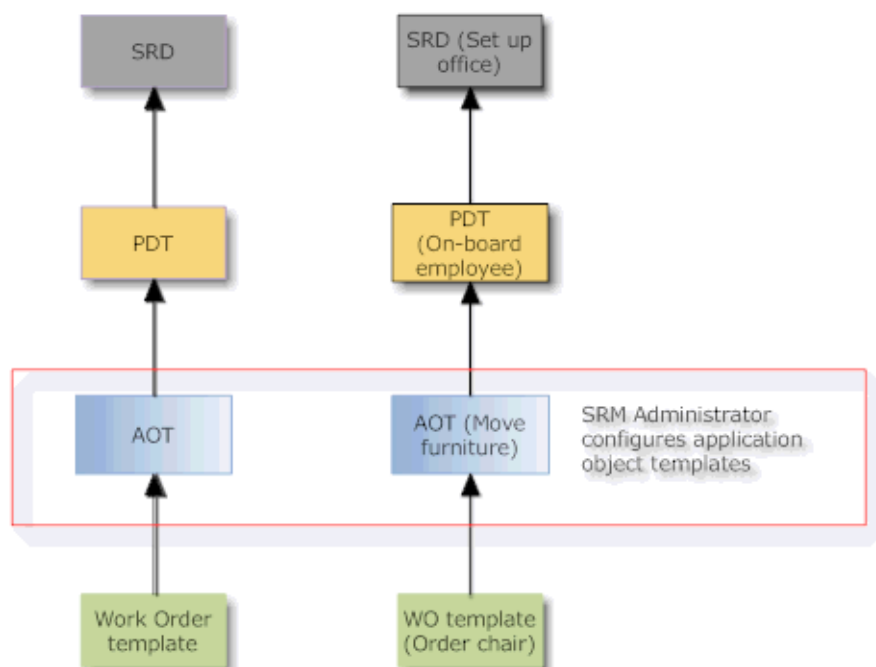 SRD
SRD (Set up
office)
PDT
PDT
(On-board
employee)
AOT
AOT (Move
furniture)
SRM Administrator
configures application
object templates
Work Order
template
WO template
(Order chair)